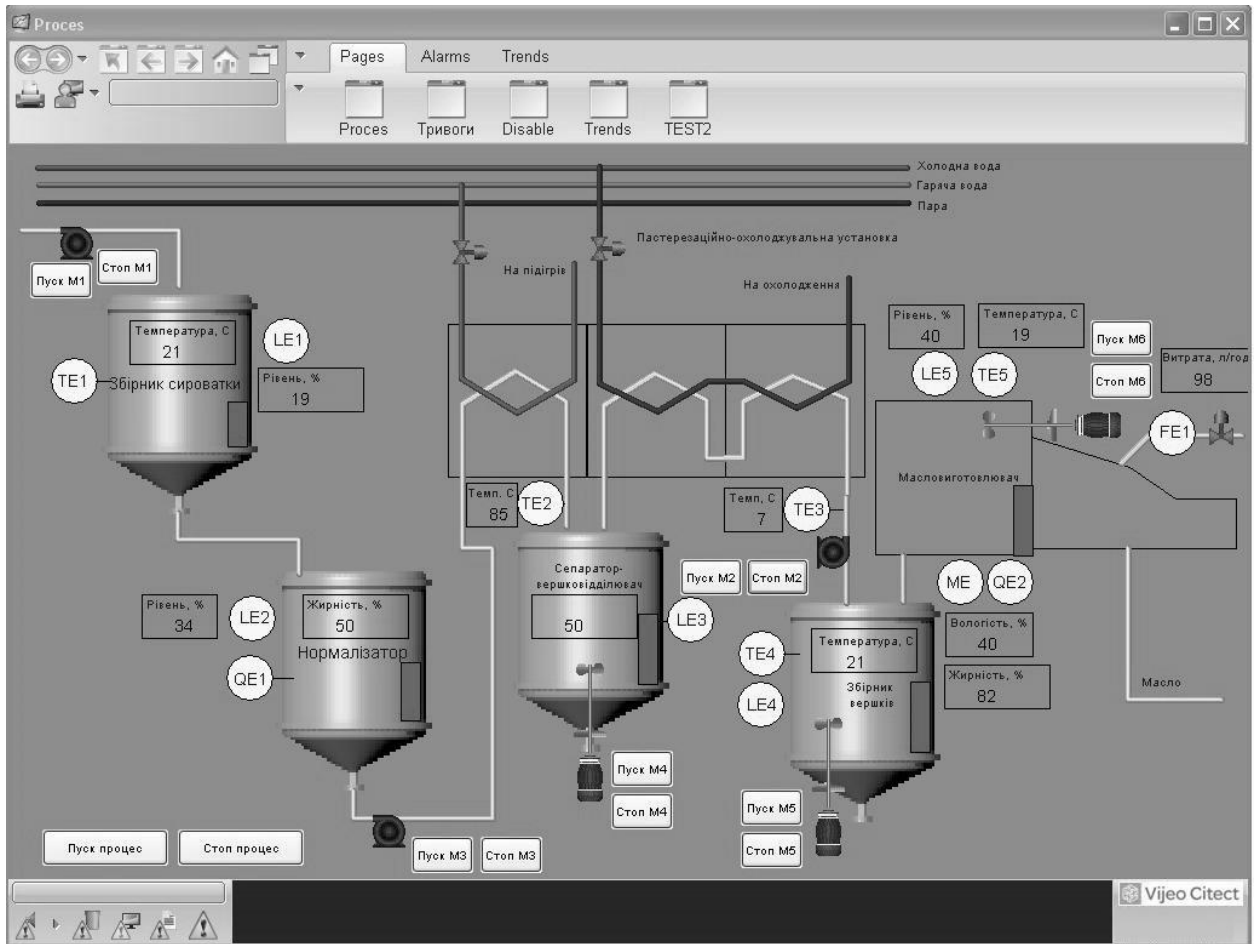 Proces
Pages Alarms Trends
Proces Тривоги Disable Trends TEST2
Холодна вода
Гаряча вода
Пара
Пастерезаційно-охолоджувальна установка
Стоп М1
Пуск М1
На підігрів
На охолодження
Температура, С
21
LE1
TE1
Збірник сироватки
Рівень, %
19
Рівень, %
40
Температура, С
19
Пуск М6
Стоп М6
Витрата, л/год
98
LE5
TE5
FE1
Масловиготовлювач
Темп. С
85
TE2
Темп, С
7
TE3
Сепаратор-
вершковідділювач
50
LE3
Пуск М2
Стоп М2
ME
QE2
Вологість, %
40
Жирність, %
82
Масло
Рівень, %
34
LE2
QE1
Жирність, %
50
Нормалізатор
TE4
LE4
Температура, С
21
Збірник
вершків
Пуск М4
Стоп М4
Пуск М5
Стоп М5
Пуск процес
Стоп процес
Пуск М3
Стоп М3
Vijeo Citect